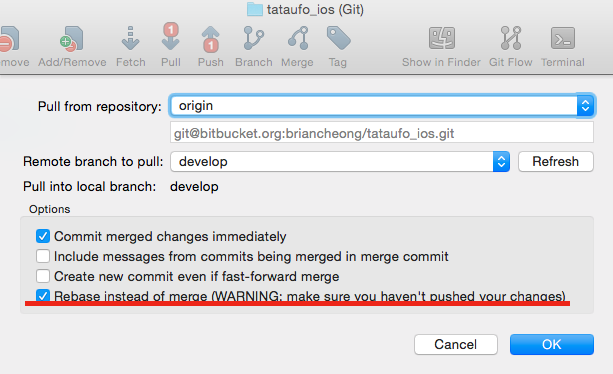 tataufo_ios (Git)
move Add/Remove Fetch Pull Push Branch Merge Tag Show in Finder Git Flow Terminal
1 1
Pull from repository: origin
git@bitbucket.org:briancheong/tataufo_ios.git
Remote branch to pull: develop Refresh
Pull into local branch: develop
Options
Commit merged changes immediately
Include messages from commits being merged in merge commit
Create new commit even if fast-forward merge
Rebase instead of merge (WARNING: make sure you haven't pushed your changes)
Cancel OK